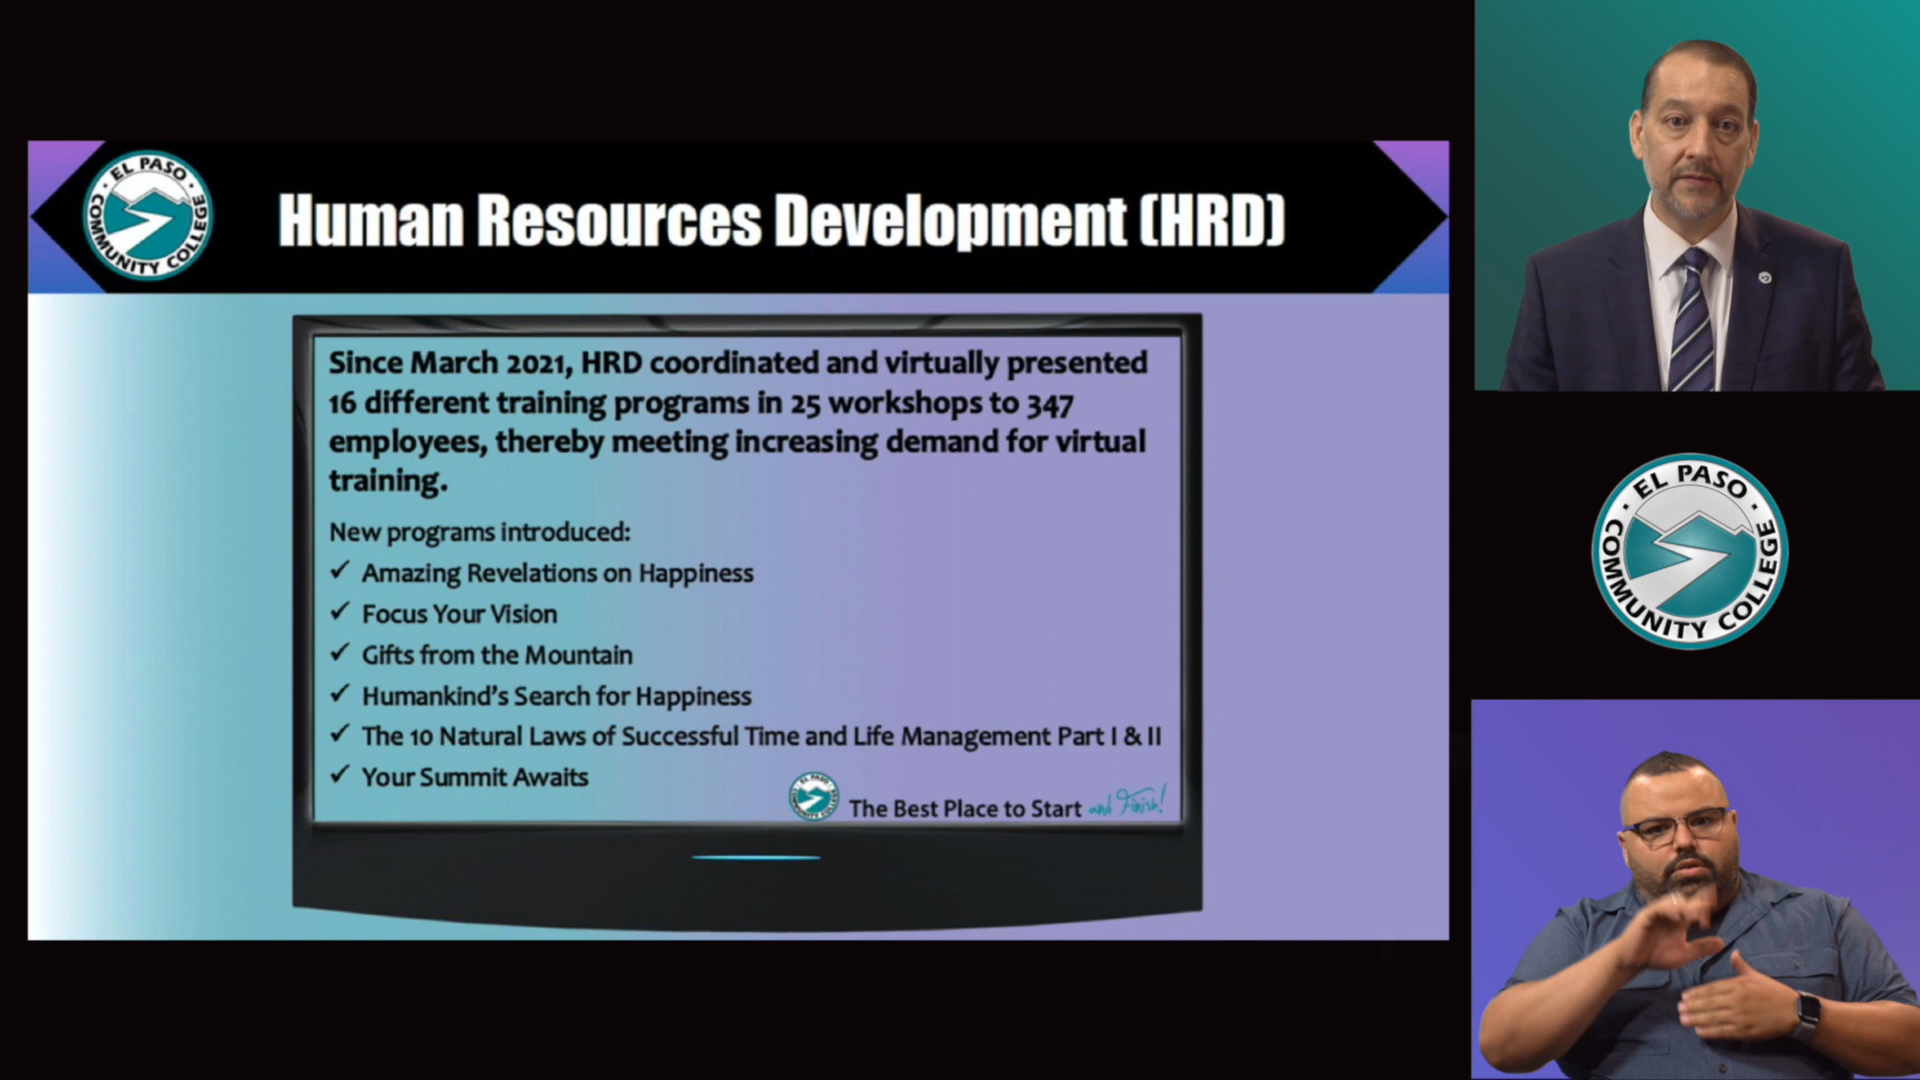 EL PASO
COMMUNITY COLLEGE
Human Resources Development (HRD)
Since March 2021, HRD coordinated and virtually presented
16 different training programs in 25 workshops to 347
employees, thereby meeting increasing demand for virtual
training.
New programs introduced:
✓ Amazing Revelations on Happiness
✓ Focus Your Vision
✓ Gifts from the Mountain
✓ Humankind's Search for Happiness
✓ The 10 Natural Laws of Successful Time and Life Management Part I & II
✓ Your Summit Awaits
EL PASO
COMMUNITY COLLEGE
The Best Place to Start and Finish!
EL PASO
COMMUNITY COLLEGE